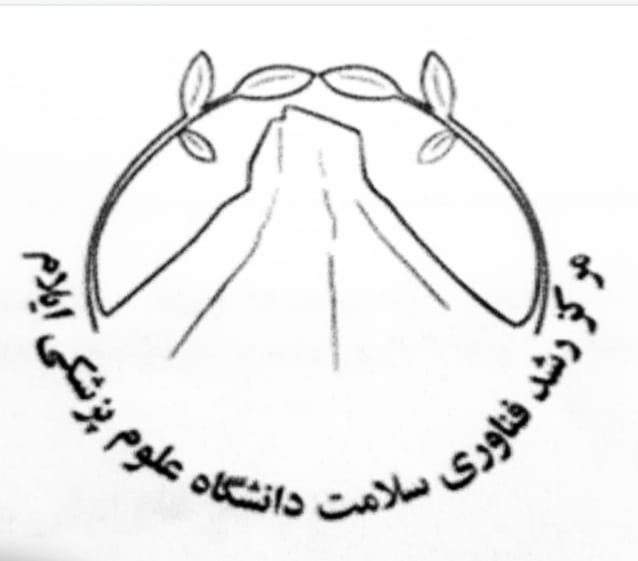 مرکز رشد فناوری سلامت دانشگاه علوم پزشکی ایلام